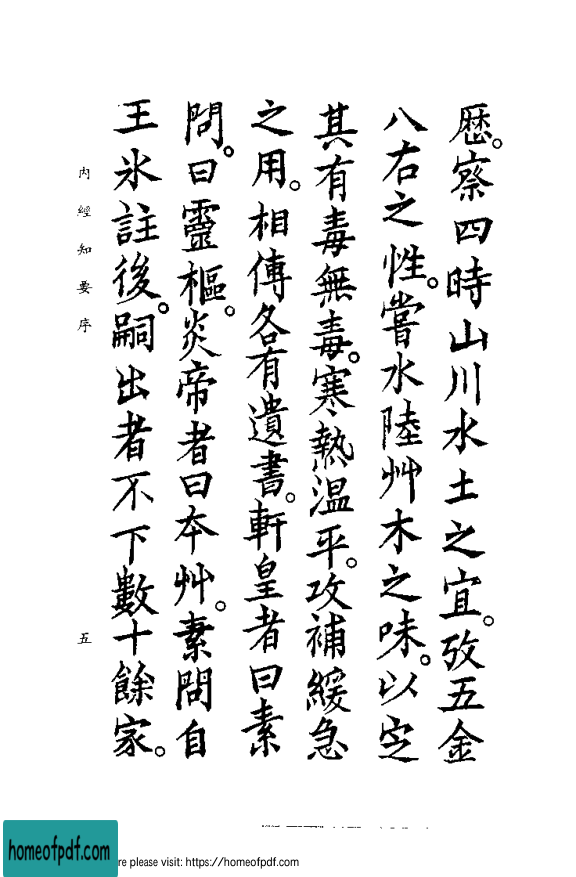 厯。察四時山川水土之宜。攷五金
八右之性。嘗水陸艸木之味。以㝎
其有毒無毒。寒熱温平。攻補緩急
之用。相傳各有遺書。軒皇者曰素
問。曰靈樞。炎帝者曰本艸。素問自
王氷註後。嗣出者不下數十餘家。
內經知要序 五
homeofpdf.com
re please visit: https://homeofpdf.com